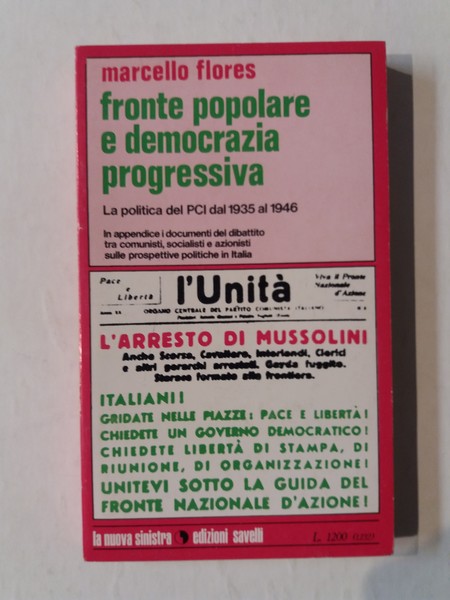 marcello flores
fronte popolare
e democrazia
progressiva
La politica del PCI dal 1935 al 1946
In appendice i documenti del dibattito
tra comunisti, socialisti e azionisti
sulle prospettive politiche in Italia
Pace
e
Libertà
l'Unità
Viva il Fronte
Nazionale
d'Azione
ORGANO CENTRALE DEL PARTITO COMUNISTA ITALIANO
L'ARRESTO DI MUSSOLINI
Anche Scorza, Cavallero, Interlandi, Clerici
e altri gerarchi arrestati. Garda fuggito.
Starace fermato alla frontiera.
ITALIANI!
GRIDATE NELLE PIAZZE: PACE E LIBERTÀ!
CHIEDETE UN GOVERNO DEMOCRATICO!
CHIEDETE LIBERTÀ DI STAMPA, DI
RIUNIONE, DI ORGANIZZAZIONE!
UNITEVI SOTTO LA GUIDA DEL
FRONTE NAZIONALE D'AZIONE!
la nuova sinistra edizioni savelli
L. 1200